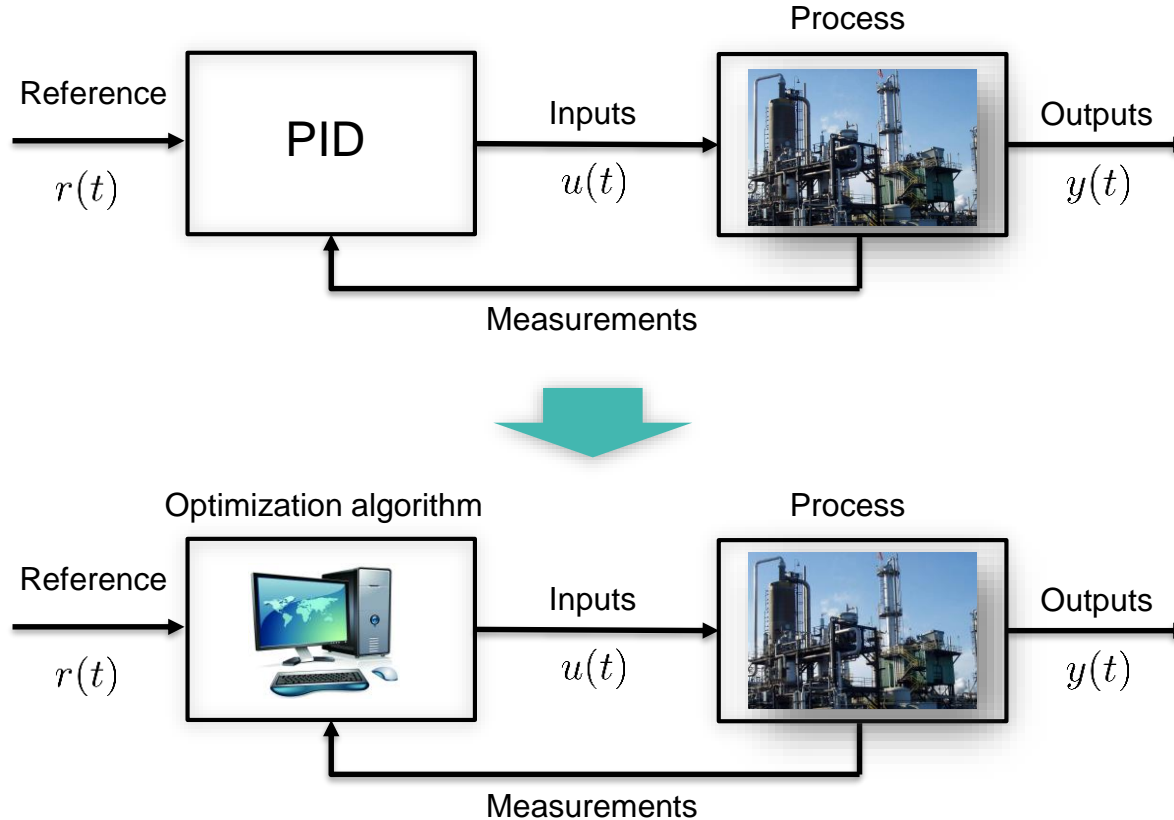 Process
Reference
PID
Inputs
Outputs
r(t)
u(t)
y(t)
Measurements
Optimization algorithm
Process
Reference
Inputs
Outputs
r(t)
u(t)
y(t)
Measurements